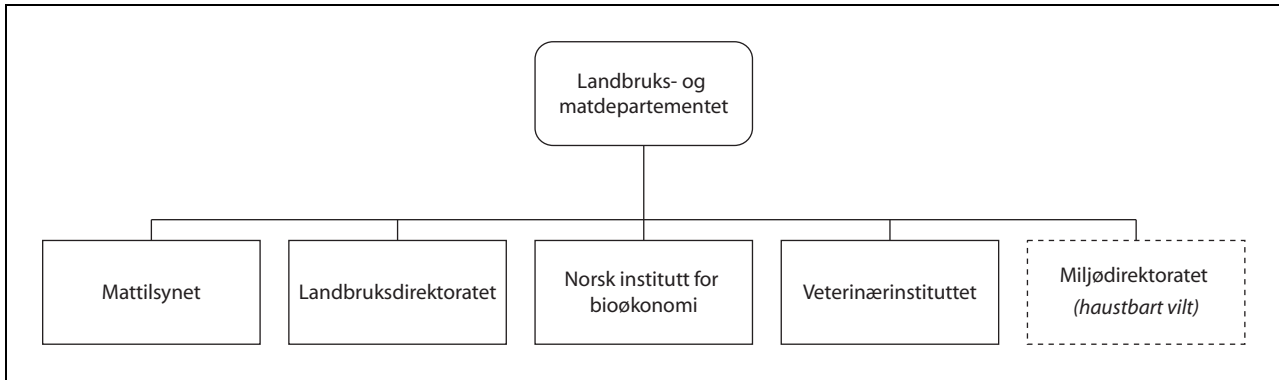 Landbruks- og
matdepartementet
Mattilsynet
Landbruksdirektoratet
Norsk institutt for
bioøkonomi
Veterinærinstituttet
Miljødirektoratet
(haustbart vilt)